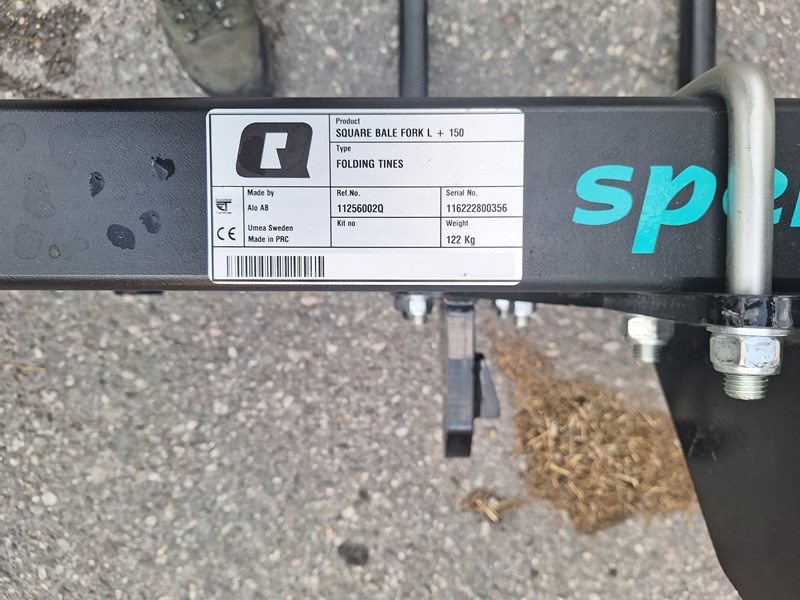 Product
SQUARE BALE FORK L + 150
Type
FOLDING TINES
Made by
Alo AB
Umea Sweden
Made in PRC
Ref.No.
11256002Q
Serial No.
116222800356
Kit no
Weight
122 Kg
CE
spe